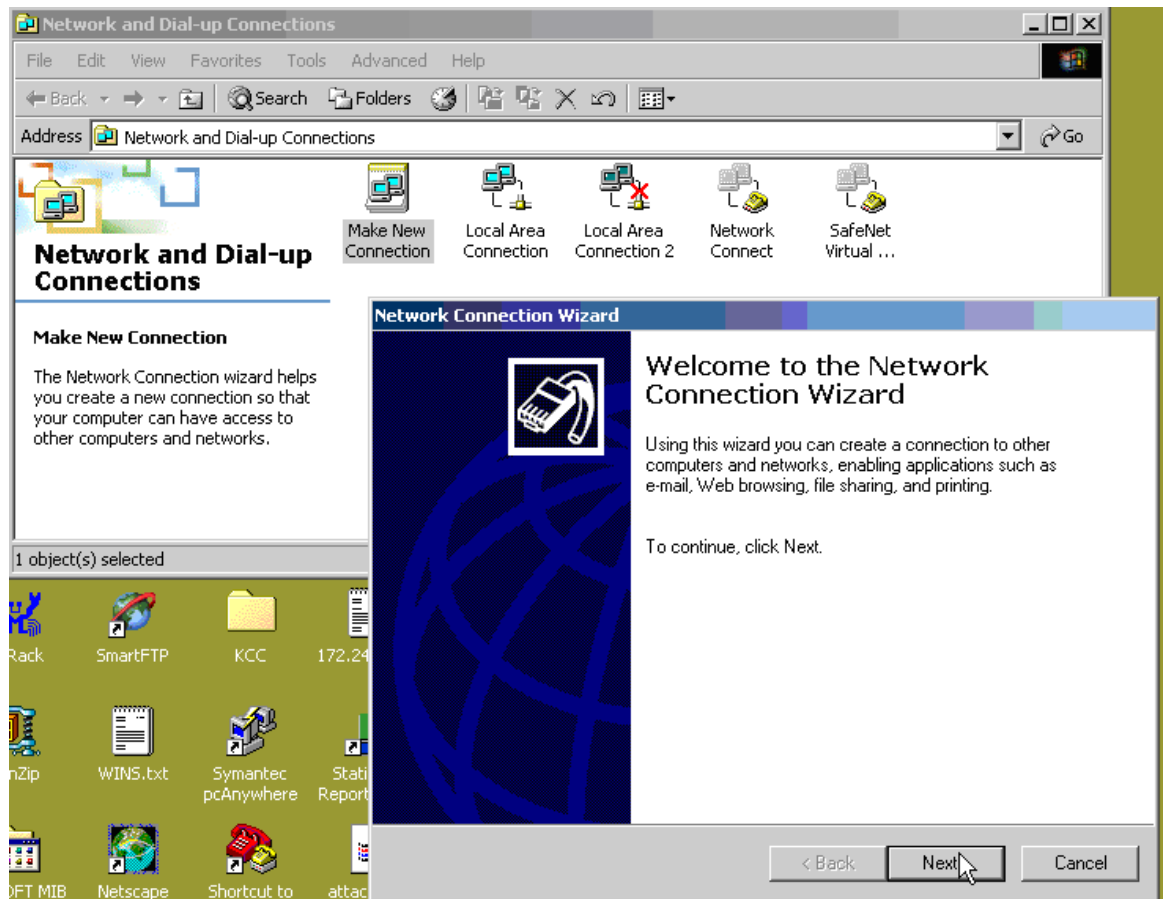 Network and Dial-up Connections
File Edit View Favorites Tools Advanced Help
Back Search Folders
Address Network and Dial-up Connections Go
Network and Dial-up
Connections
Make New Connection
The Network Connection wizard helps
you create a new connection so that
your computer can have access to
other computers and networks.
Make New
Connection
Local Area
Connection
Local Area
Connection 2
Network
Connect
SafeNet
Virtual ...
1 object(s) selected
Network Connection Wizard
Welcome to the Network
Connection Wizard
Using this wizard you can create a connection to other
computers and networks, enabling applications such as
e-mail, Web browsing, file sharing, and printing.
To continue, click Next.
< Back Next Cancel
Rack SmartFTP KCC 172.24
nZip WINS.txt Symantec
pcAnywhere
Stati
Report
OFT MIB Netscape Shortcut to attac